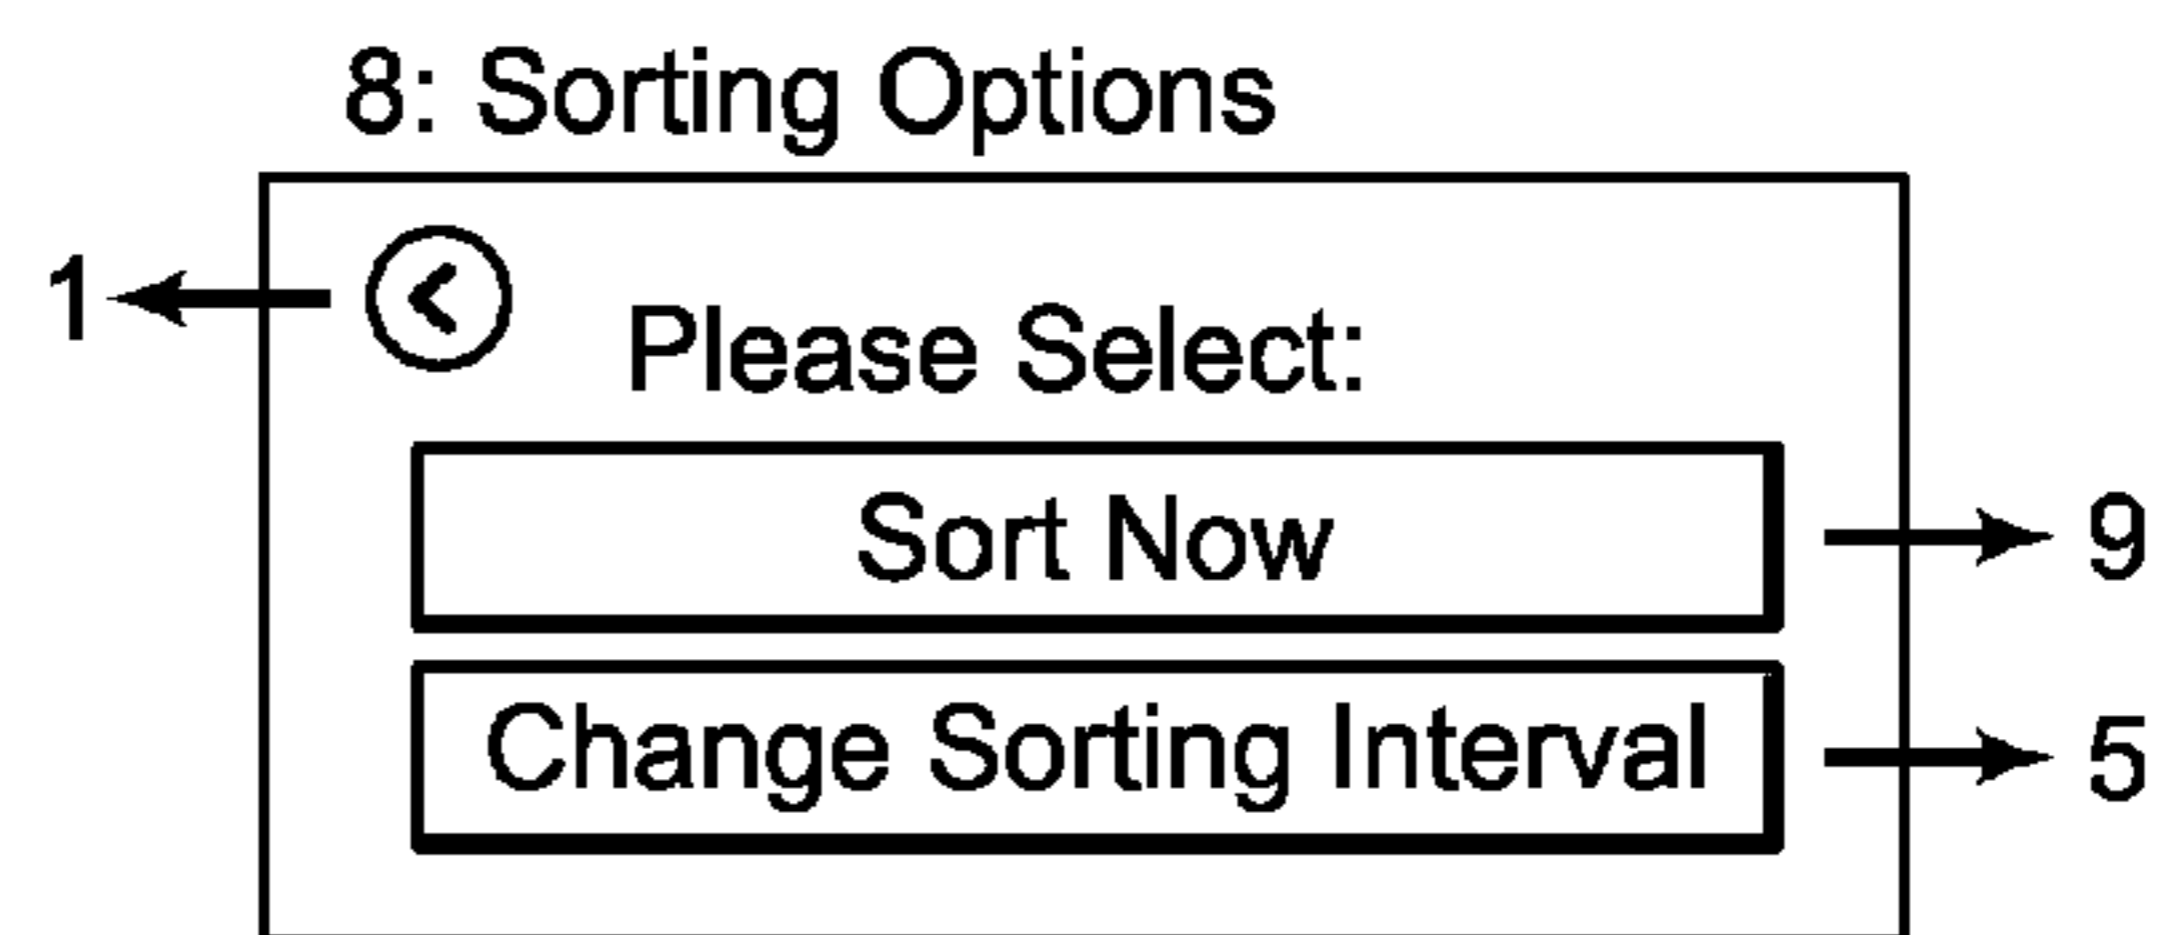 8: Sorting Options
1
Please Select:
Sort Now
9
Change Sorting Interval
5